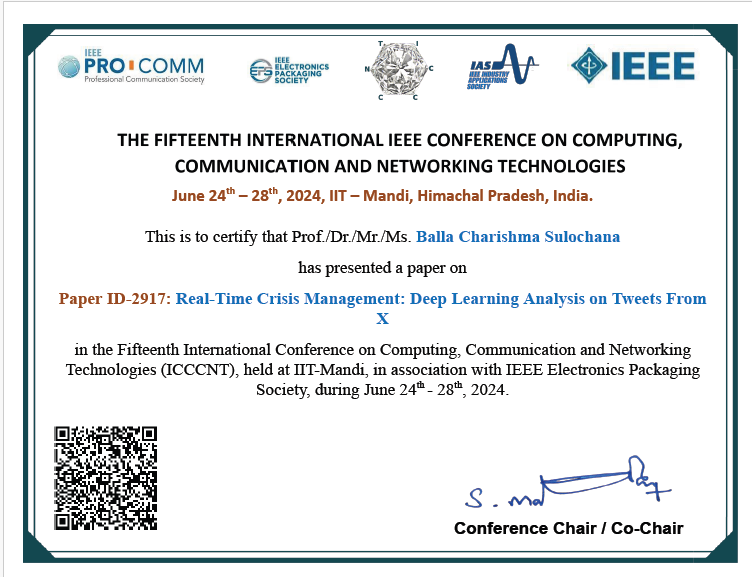 IEEE
PRO COMM
Professional Communication Society
EPS IEEE ELECTRONICS PACKAGING SOCIETY
T I
N C
C C
IAS
IEEE INDUSTRY
APPLICATIONS
SOCIETY
IEEE
THE FIFTEENTH INTERNATIONAL IEEE CONFERENCE ON COMPUTING,
COMMUNICATION AND NETWORKING TECHNOLOGIES
June 24th – 28th, 2024, IIT – Mandi, Himachal Pradesh, India.
This is to certify that Prof./Dr./Mr./Ms. Balla Charishma Sulochana
has presented a paper on
Paper ID-2917: Real-Time Crisis Management: Deep Learning Analysis on Tweets From
X
in the Fifteenth International Conference on Computing, Communication and Networking
Technologies (ICCCNT), held at IIT-Mandi, in association with IEEE Electronics Packaging
Society, during June 24th - 28th, 2024.
Conference Chair / Co-Chair